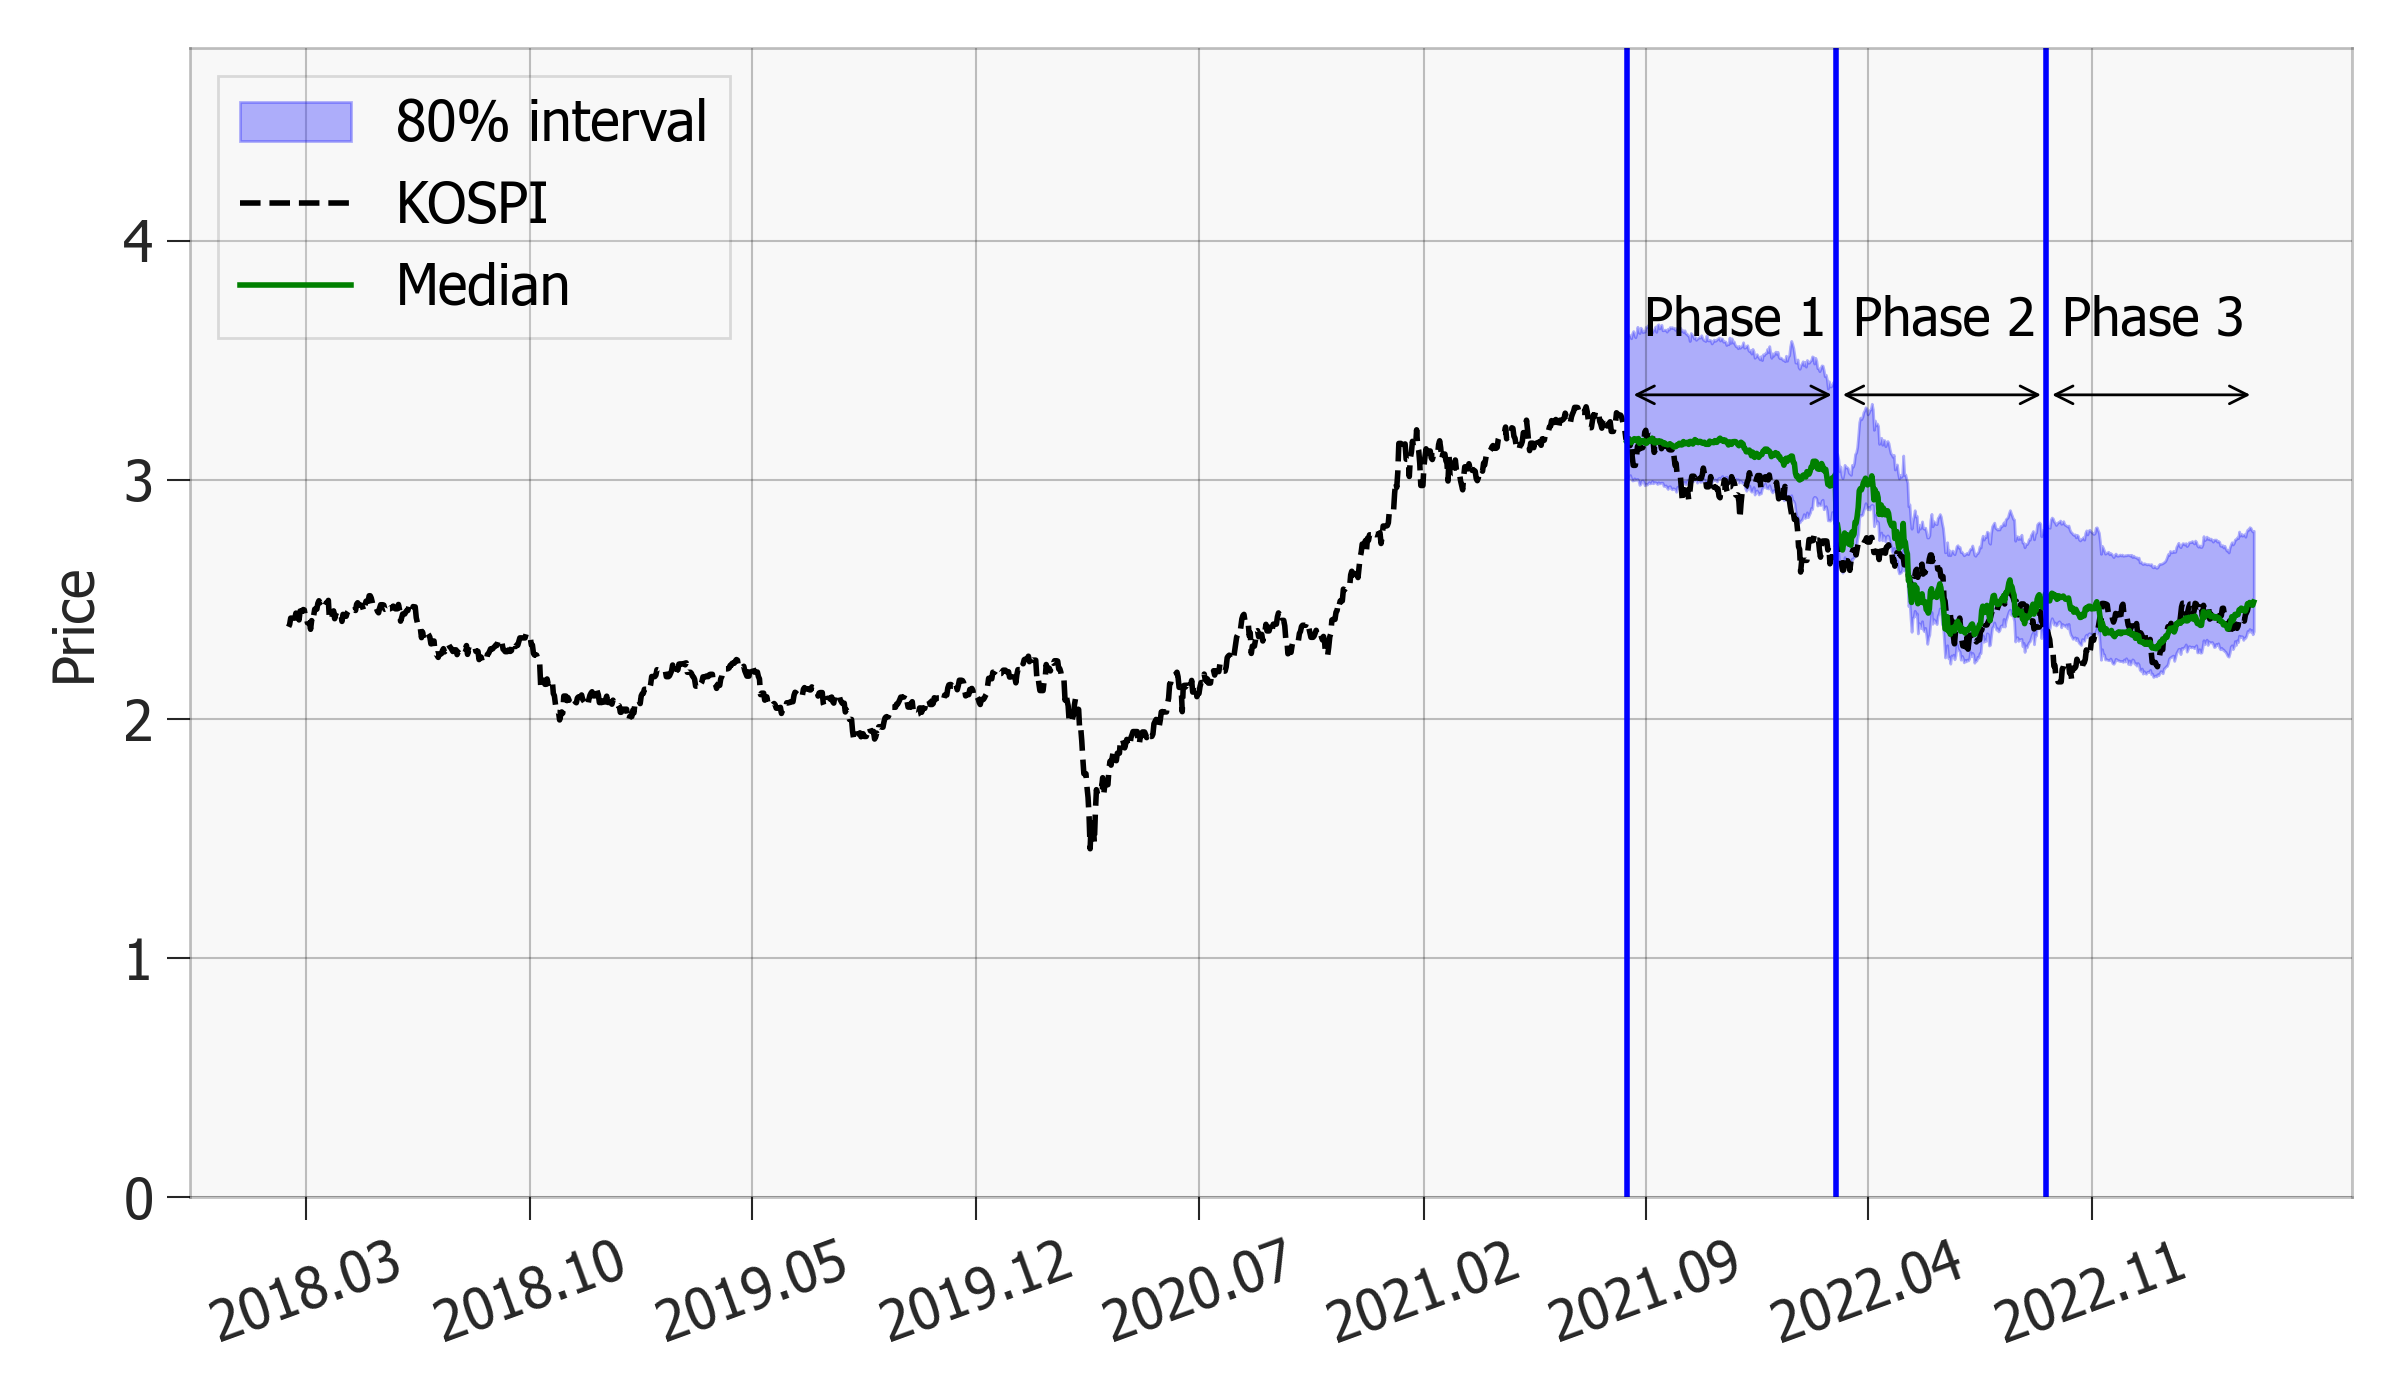 80% interval
KOSPI
Median
Phase 1
Phase 2
Phase 3
Price
4
3
2
1
0
2018.03
2018.10
2019.05
2019.12
2020.07
2021.02
2021.09
2022.04
2022.11